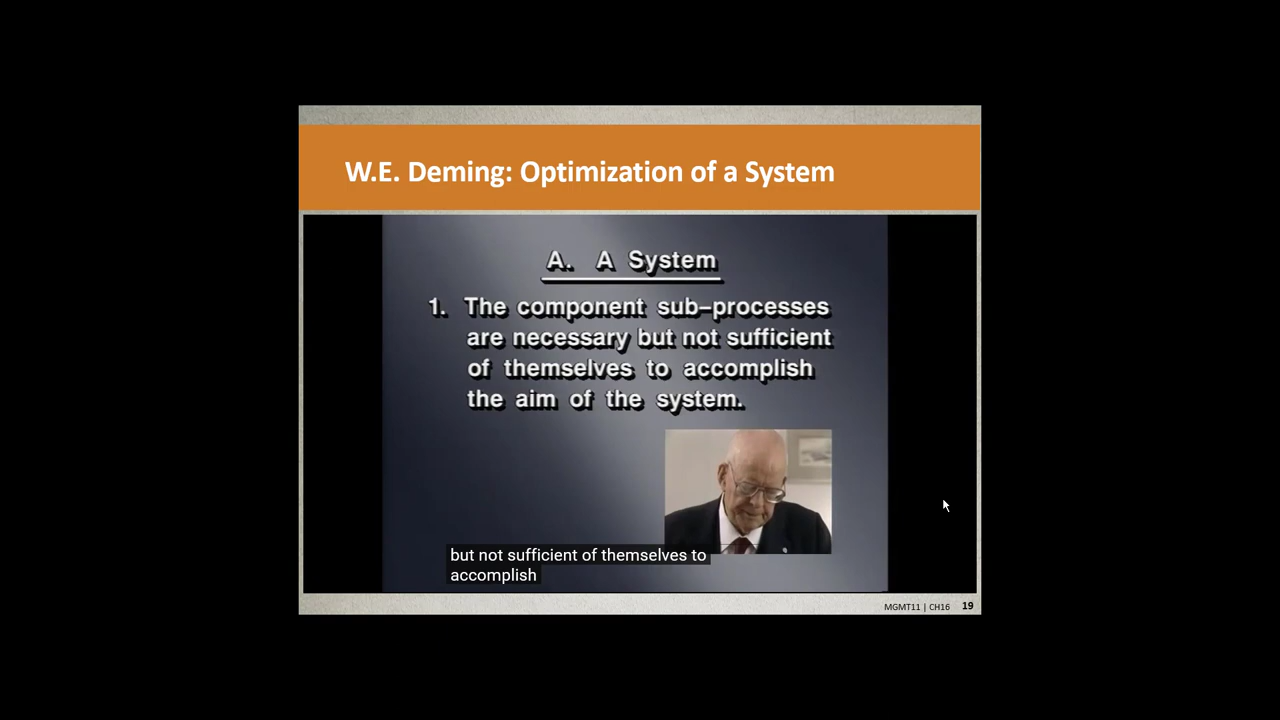 W.E. Deming: Optimization of a System
A. A System
1. The component sub-processes
are necessary but not sufficient
of themselves to accomplish
the aim of the system.
but not sufficient of themselves to
accomplish
MGMT11 | CH16 19